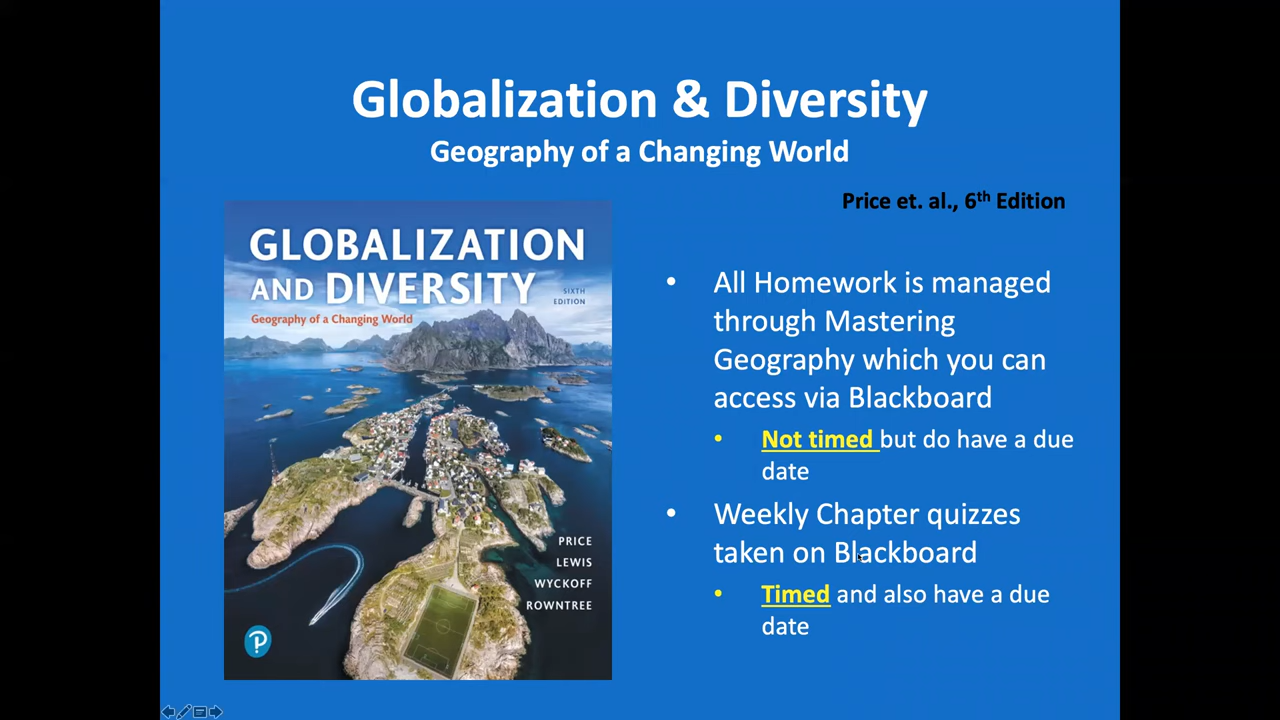 Globalization & Diversity
Geography of a Changing World
Price et. al., 6th Edition
GLOBALIZATION
AND DIVERSITY
SIXTH
EDITION
Geography of a Changing World
PRICE
LEWIS
WYCKOFF
ROWNTREE
P
• All Homework is managed
through Mastering
Geography which you can
access via Blackboard
• Not timed but do have a due
date
• Weekly Chapter quizzes
taken on Blackboard
• Timed and also have a due
date